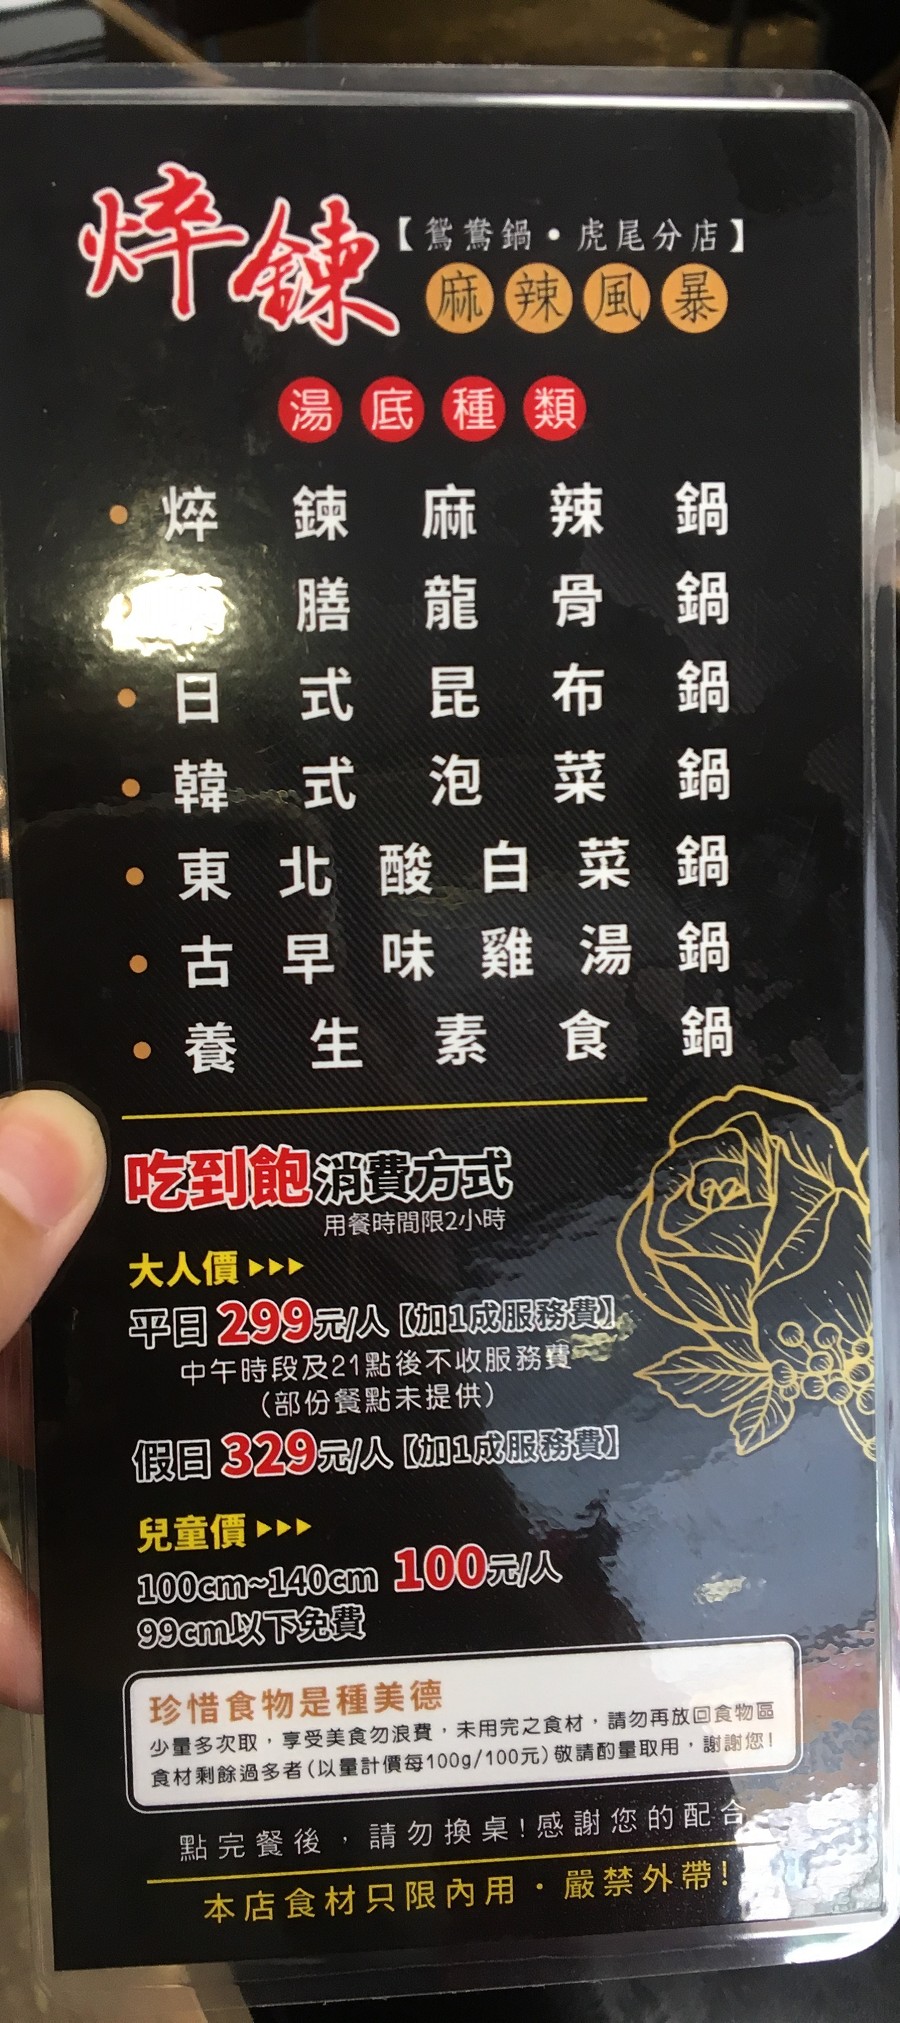 焠鍊
【鴛鴦鍋•虎尾分店】
麻辣風暴
湯底種類
• 焠鍊麻辣鍋
膳龍骨鍋
• 日式昆布鍋
• 韓式泡菜鍋
• 東北酸白菜鍋
• 古早味雞湯鍋
• 養生素食鍋
吃到飽消費方式
用餐時間限2小時
大人價▸▸▸
平日299元/人【加1成服務費】
中午時段及21點後不收服務費
(部份餐點未提供)
假日329元/人【加1成服務費】
兒童價▸▸▸
100cm~140cm 100元/人
99cm以下免費
珍惜食物是種美德
少量多次取，享受美食勿浪費，未用完之食材，請勿再放回食物區
食材剩餘過多者(以量計價每100g/100元)敬請酌量取用，謝謝您!
點完餐後，請勿換桌!感謝您的配合
本店食材只限內用•嚴禁外帶!